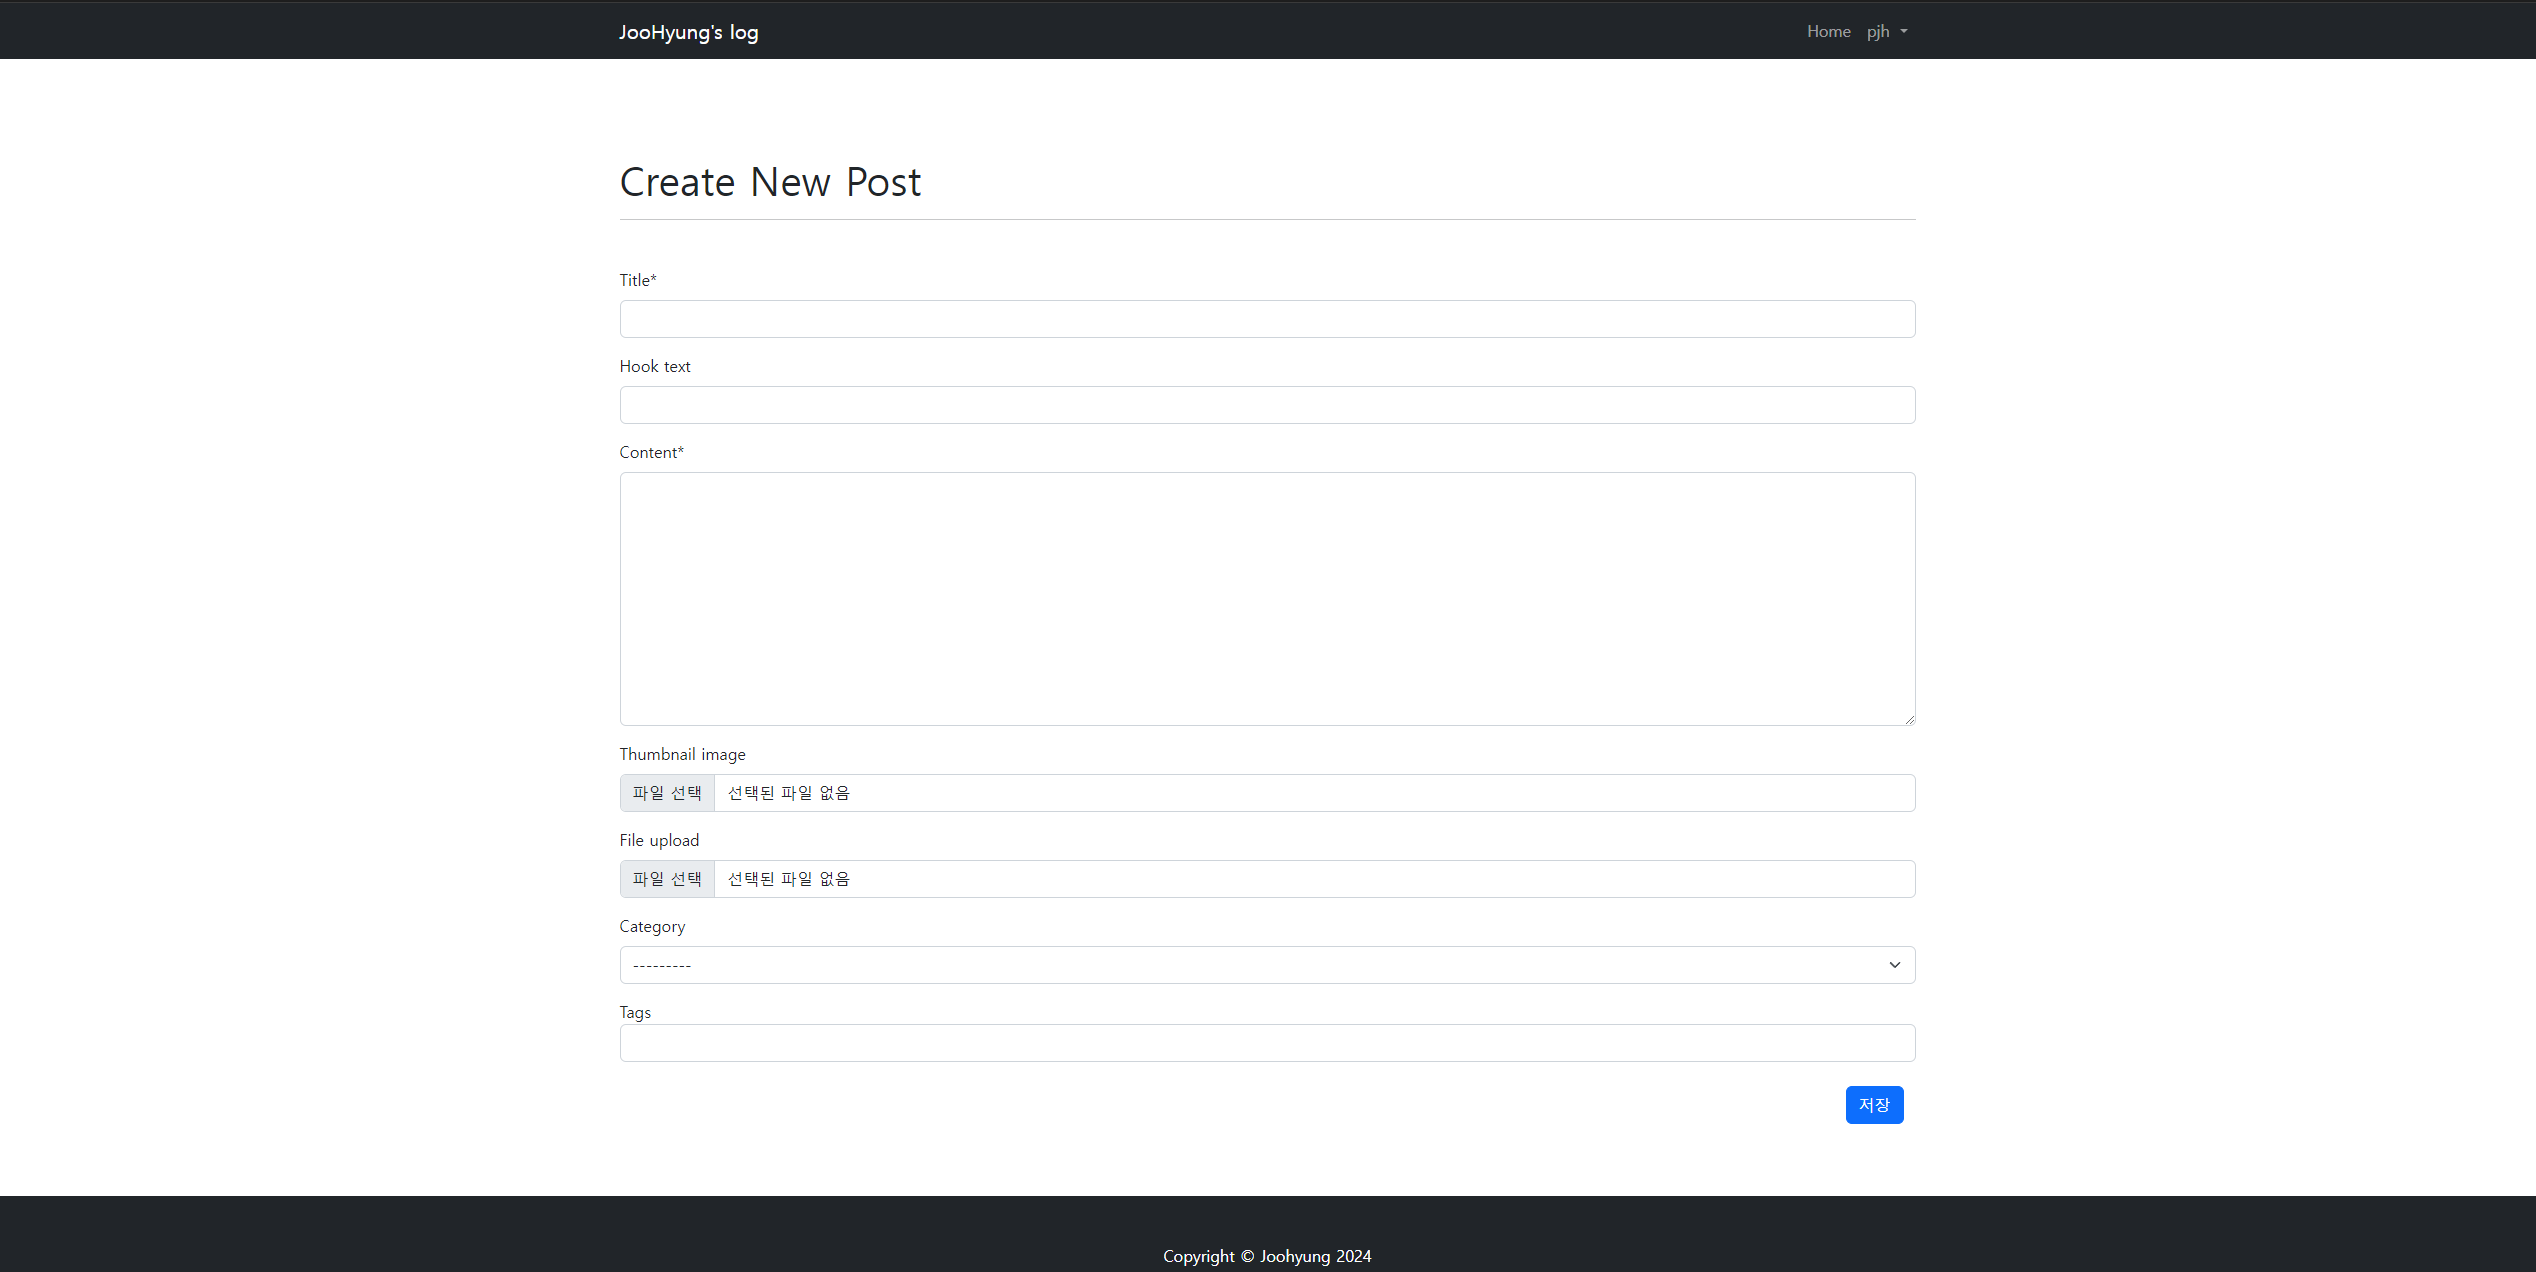 JooHyung's log
Home pjh
Create New Post
Title*
Hook text
Content*
Thumbnail image
파일 선택 선택된 파일 없음
File upload
파일 선택 선택된 파일 없음
Category
---------
Tags
저장
Copyright © Joohyung 2024